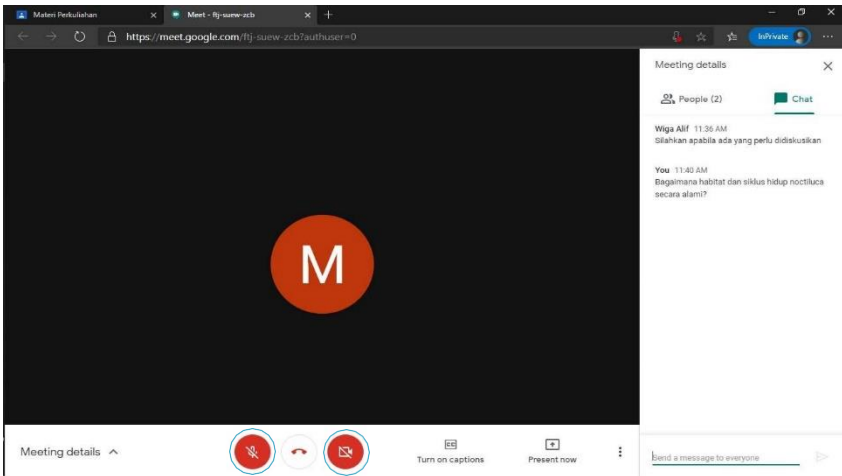 Materi Perkuliahan
Meet - ftj-suew-zcb
https://meet.google.com/ftj-suew-zcb?authuser=0
InPrivate
M
Meeting details
People (2)
Chat
Wiga Alif 11:36 AM
Silahkan apabila ada yang perlu didiskusikan
You 11:40 AM
Bagaimana habitat dan siklus hidup noctiluca
secara alami?
Meeting details
CC
Turn on captions
Present now
Send a message to everyone